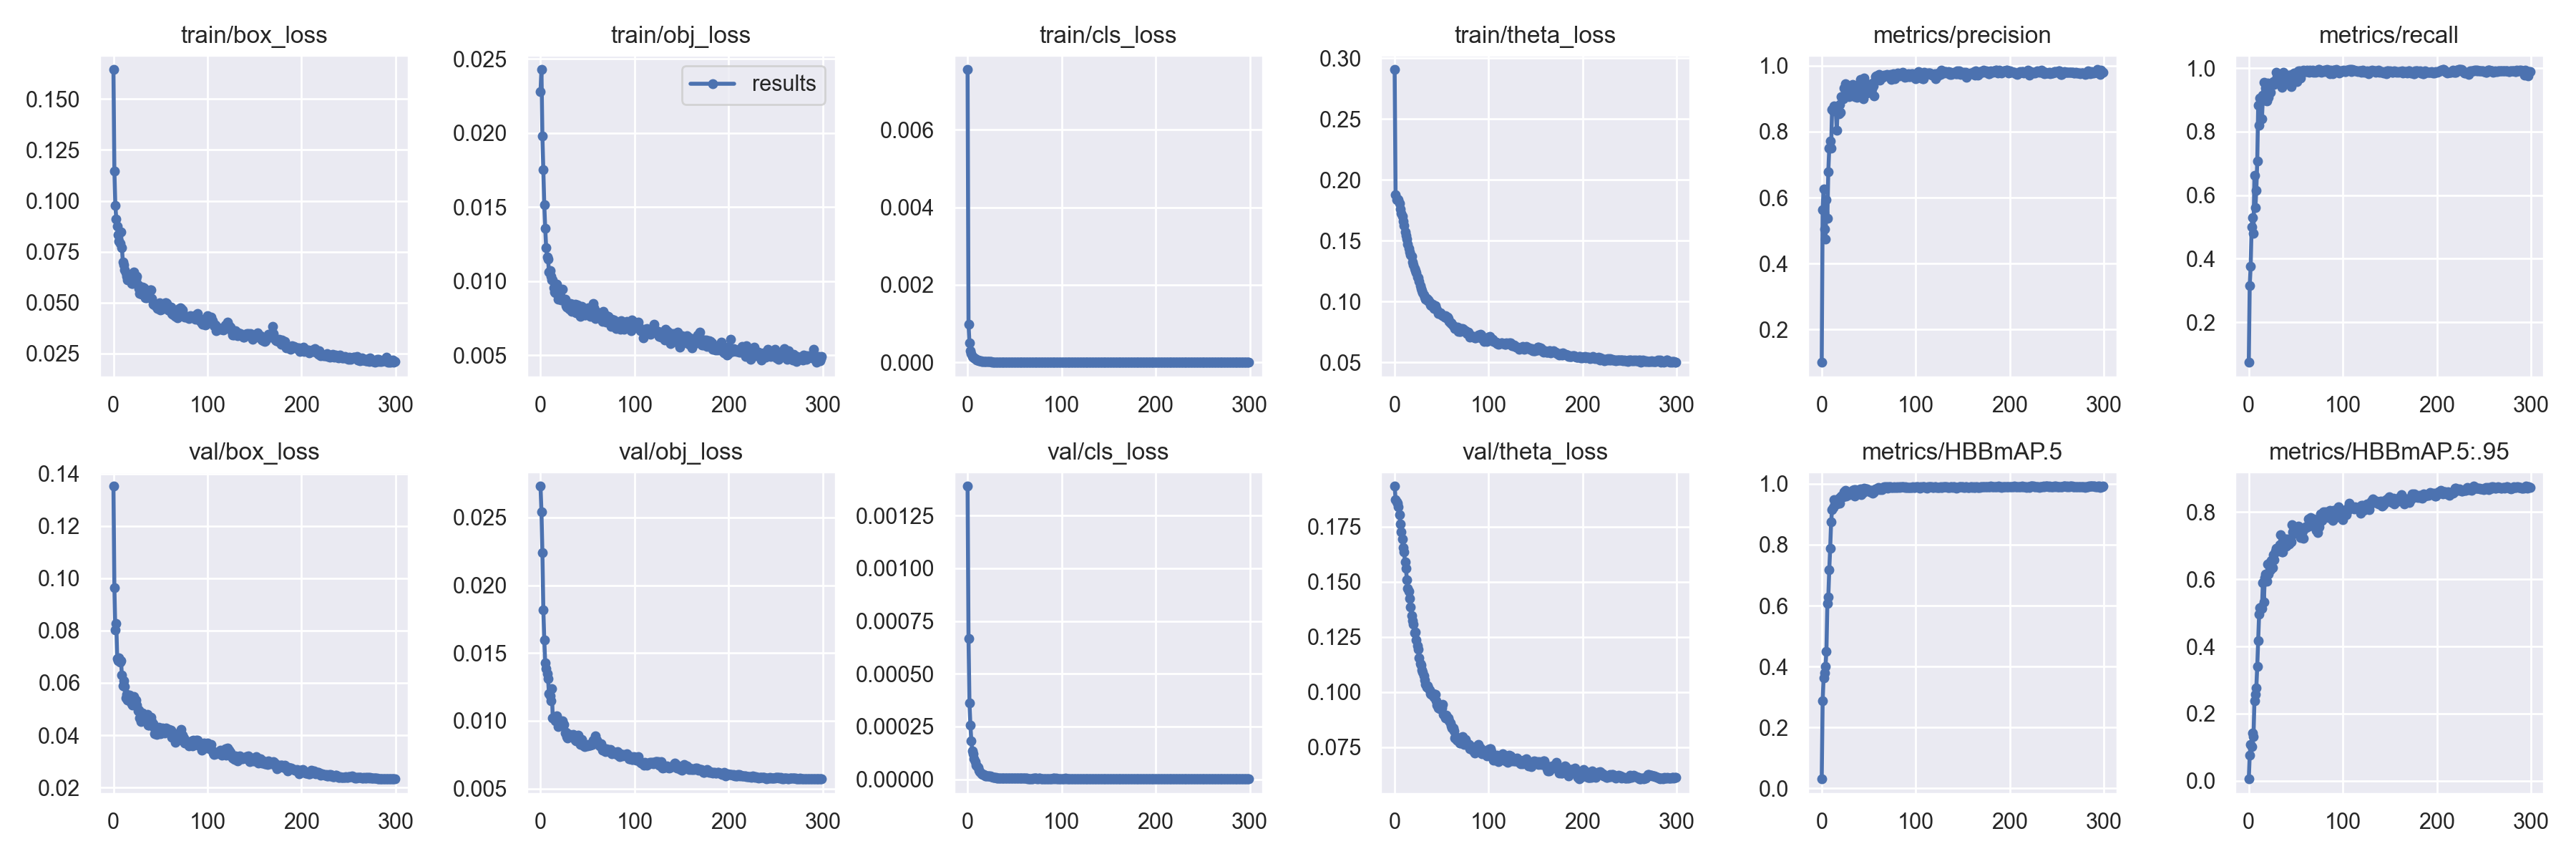 train/box_loss
0.150
0.125
0.100
0.075
0.050
0.025
0 100 200 300
train/obj_loss
results
0.025
0.020
0.015
0.010
0.005
0 100 200 300
train/cls_loss
0.006
0.004
0.002
0.000
0 100 200 300
train/theta_loss
0.30
0.25
0.20
0.15
0.10
0.05
0 100 200 300
metrics/precision
1.0
0.8
0.6
0.4
0.2
0 100 200 300
metrics/recall
1.0
0.8
0.6
0.4
0.2
0 100 200 300
val/box_loss
0.14
0.12
0.10
0.08
0.06
0.04
0.02
0 100 200 300
val/obj_loss
0.025
0.020
0.015
0.010
0.005
0 100 200 300
val/cls_loss
0.00125
0.00100
0.00075
0.00050
0.00025
0.00000
0 100 200 300
val/theta_loss
0.175
0.150
0.125
0.100
0.075
0 100 200 300
metrics/HBBmAP.5
1.0
0.8
0.6
0.4
0.2
0.0
0 100 200 300
metrics/HBBmAP.5:.95
0.8
0.6
0.4
0.2
0.0
0 100 200 300